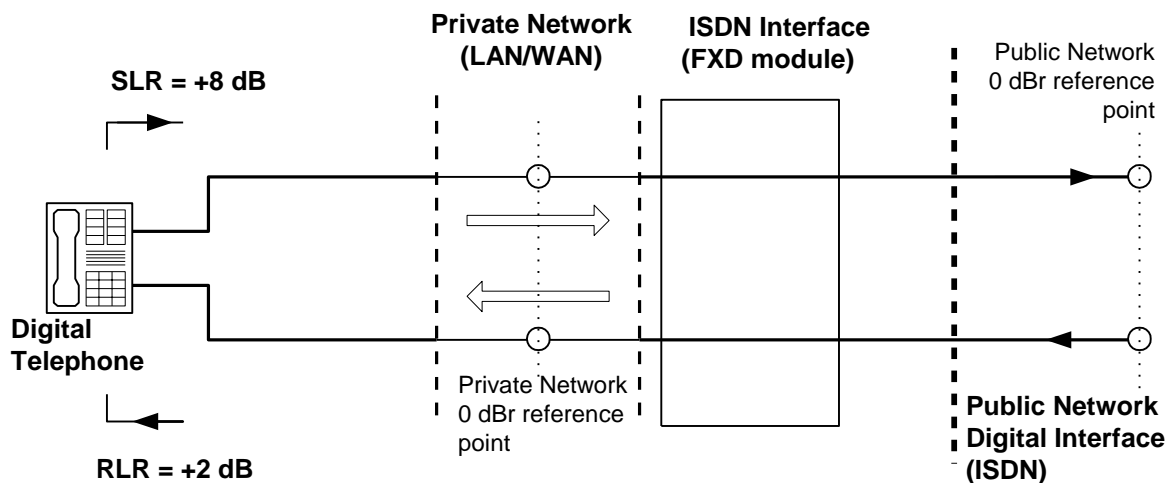 Private Network
(LAN/WAN)
ISDN Interface
(FXD module)
Public Network
0 dBr reference
point
SLR = +8 dB
Digital
Telephone
Private Network
0 dBr reference
point
RLR = +2 dB
Public Network
Digital Interface
(ISDN)